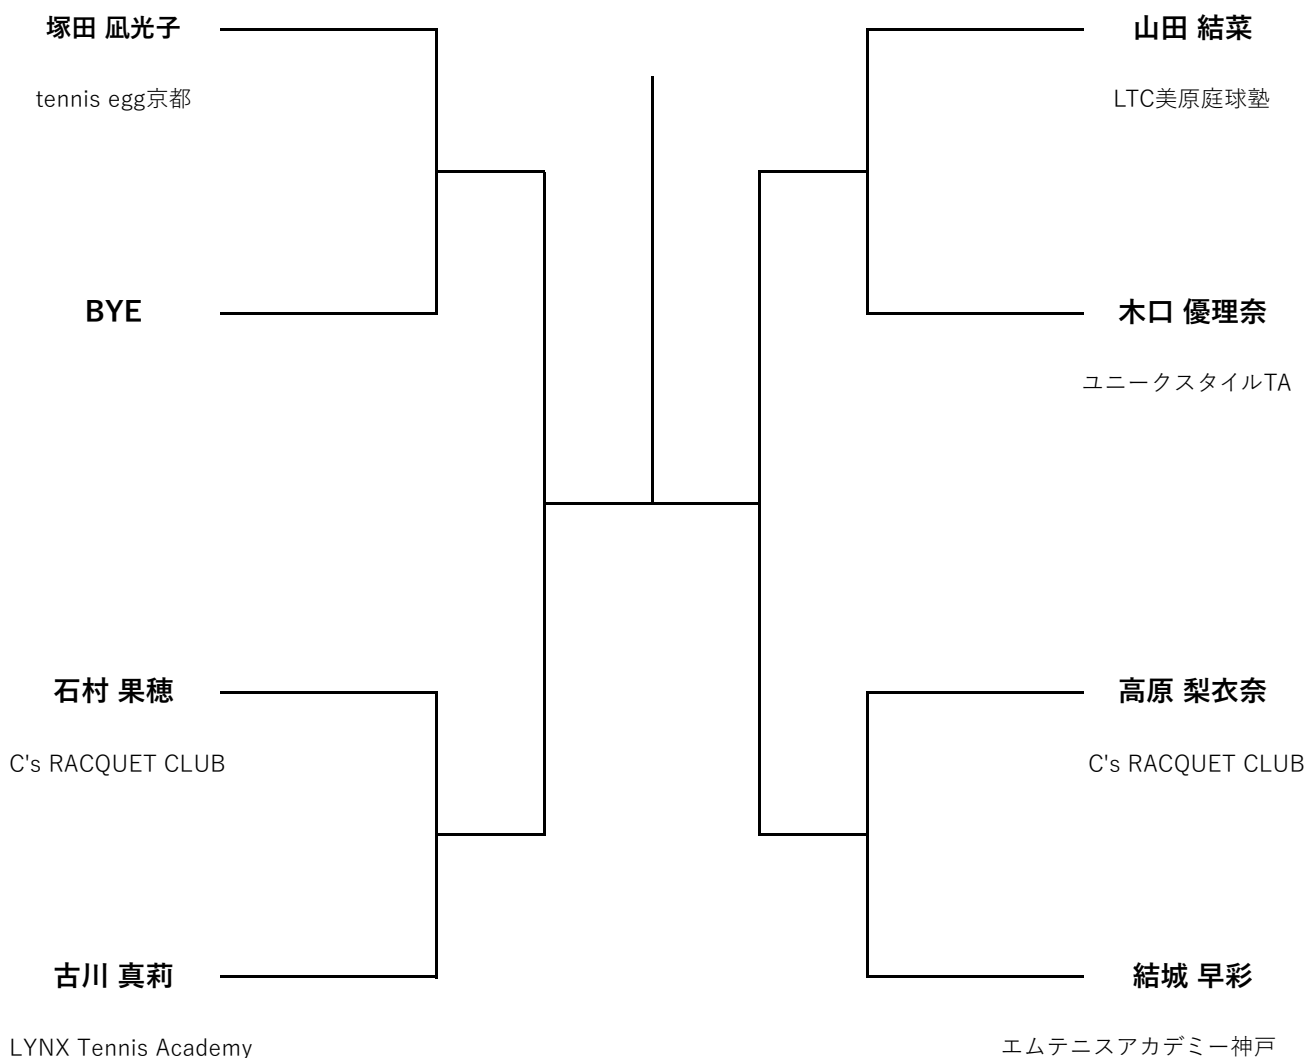 塚田 凪光子
tennis egg京都
BYE
石村 果穂
C's RACQUET CLUB
古川 真莉
LYNX Tennis Academy
山田 結菜
LTC美原庭球塾
木口 優理奈
ユニークスタイルTA
高原 梨衣奈
C's RACQUET CLUB
結城 早彩
エムテニスアカデミー神戸